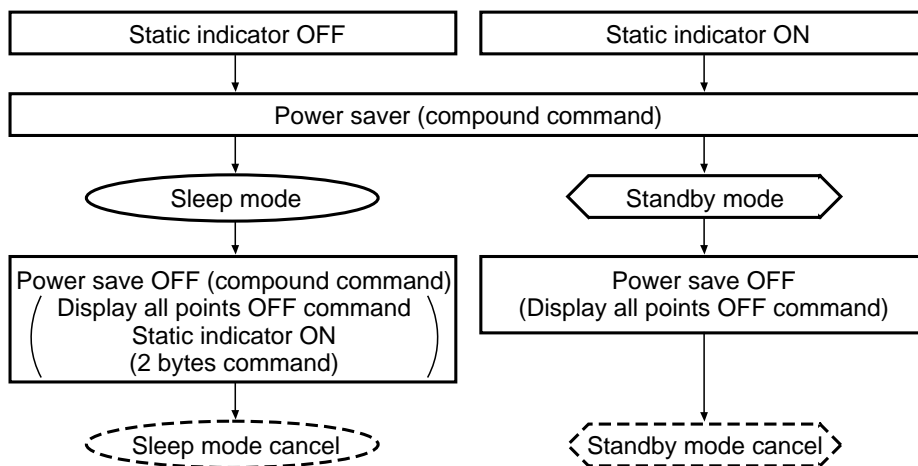 Static indicator OFF
Static indicator ON
Power saver (compound command)
Sleep mode
Standby mode
Power save OFF (compound command)
( Display all points OFF command
Static indicator ON
(2 bytes command) )
Power save OFF
(Display all points OFF command)
Sleep mode cancel
Standby mode cancel